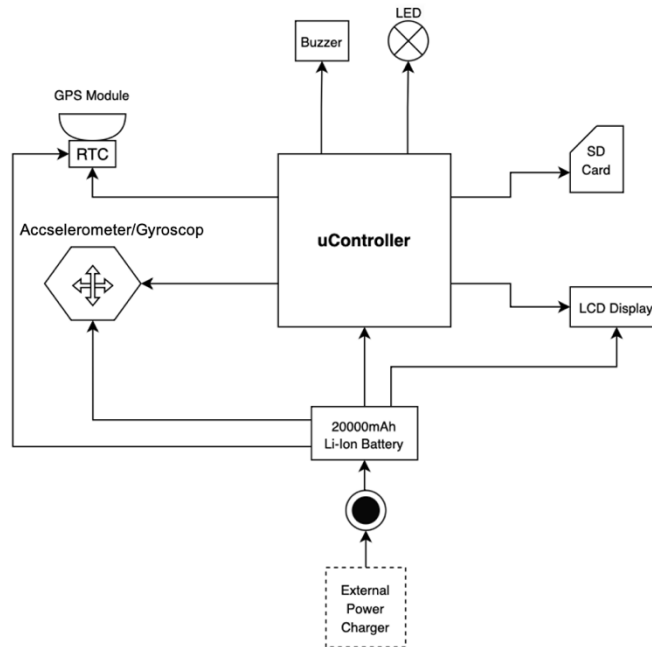 LED
Buzzer
GPS Module
RTC
SD
Card
Accselerometer/Gyroscop
uController
LCD Display
20000mAh
Li-Ion Battery
External
Power
Charger